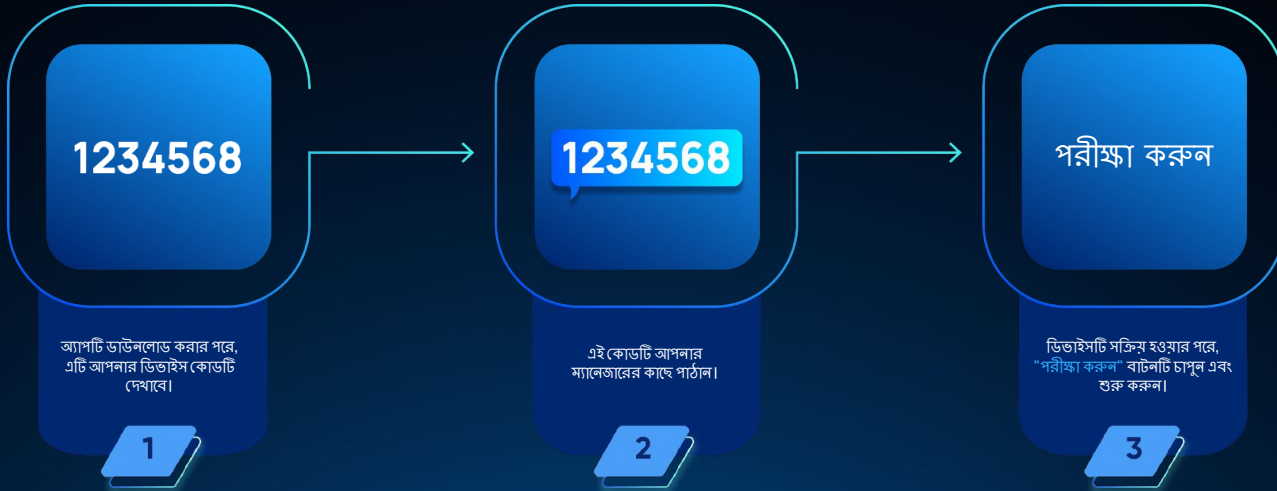 1234568
অ্যাপটি ডাউনলোড করার পরে,
এটি আপনার ডিভাইস কোডটি
দেখাবে।
1
1234568
এই কোডটি আপনার
ম্যানেজারের কাছে পাঠান।
2
পরীক্ষা করুন
ডিভাইসটি সক্রিয় হওয়ার পরে,
"পরীক্ষা করুন" বাটনটি চাপুন এবং
শুরু করুন।
3